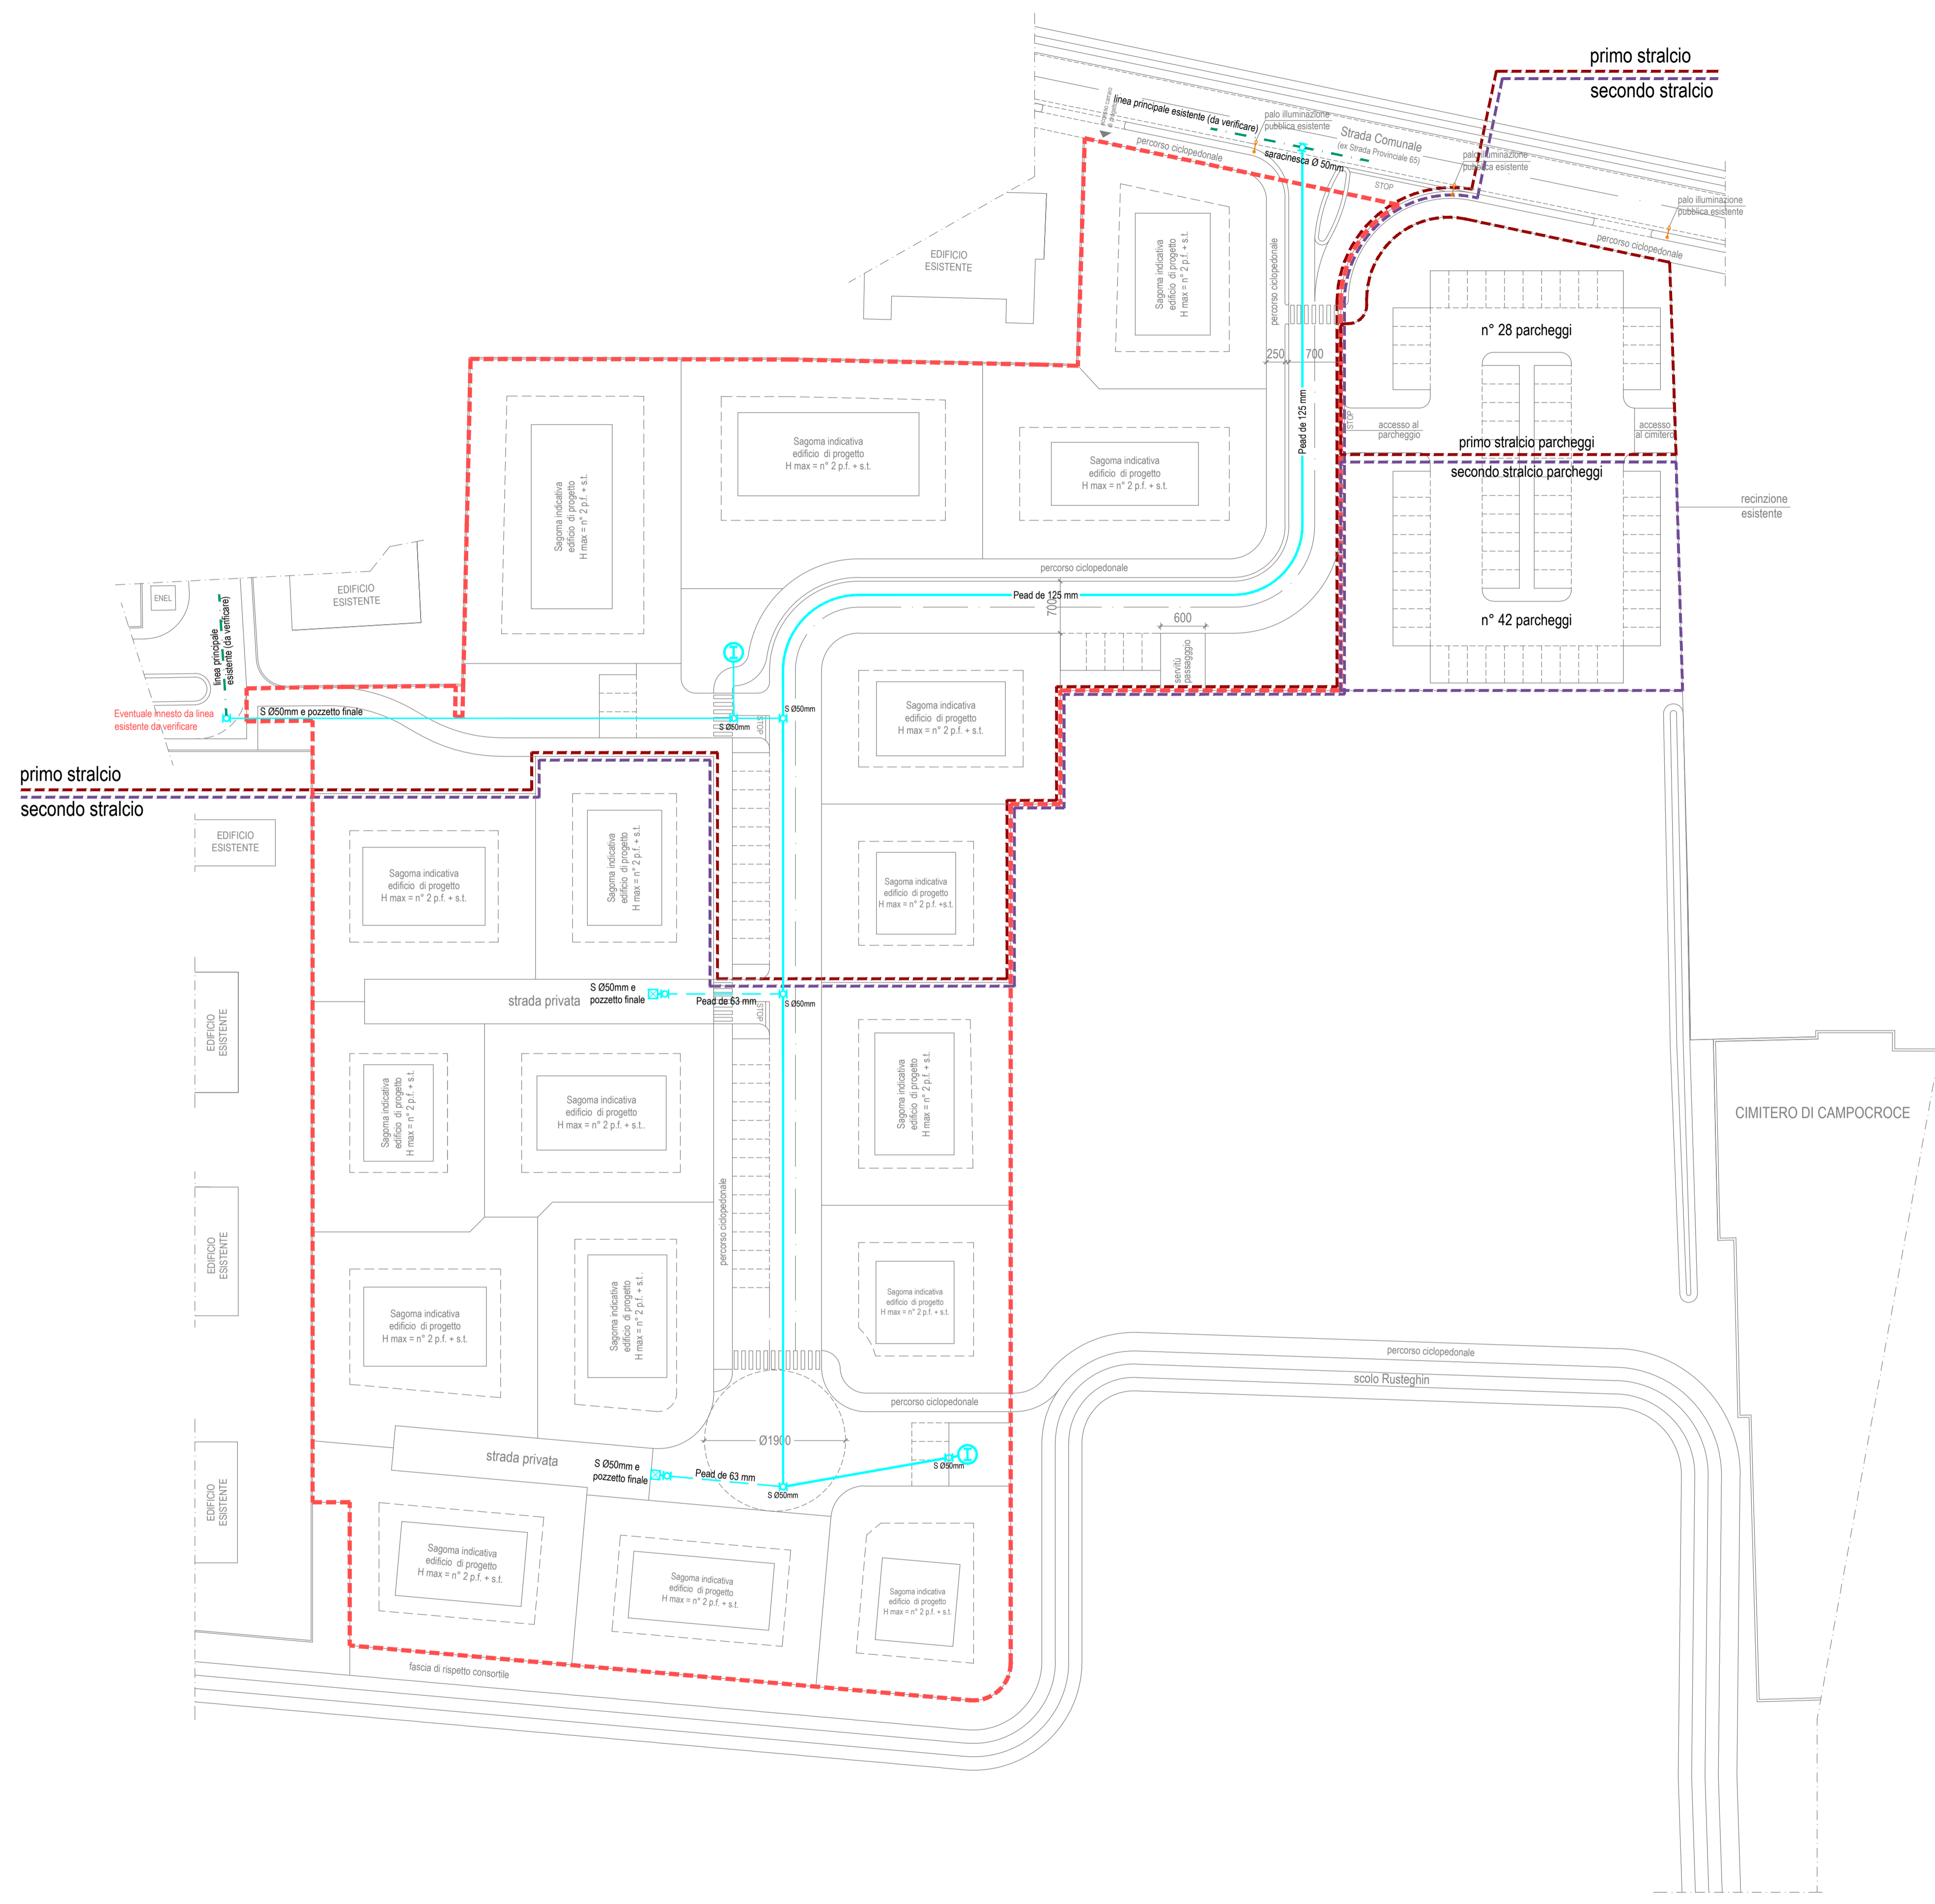 primo stralcio
secondo stralcio
linea principale esistente (da verificare)
palo illuminazione
pubblica esistente
Strada Comunale
(ex Strada Provinciale 65)
saracinesca Ø 50mm
percorso ciclopedonale
STOP
palo illuminazione
pubblica esistente
palo illuminazione
pubblica esistente
percorso ciclopedonale
EDIFICIO
ESISTENTE
Sagoma indicativa
edificio di progetto
H max = n° 2 p.f. + s.t.
percorso ciclopedonale
250
700
n° 28 parcheggi
Pead de 125 mm
STOP
accesso al
parcheggio
accesso
al cimitero
primo stralcio parcheggi
secondo stralcio parcheggi
recinzione
esistente
n° 42 parcheggi
Sagoma indicativa
edificio di progetto
H max = n° 2 p.f. + s.t.
Sagoma indicativa
edificio di progetto
H max = n° 2 p.f. + s.t.
Sagoma indicativa
edificio di progetto
H max = n° 2 p.f. + s.t.
percorso ciclopedonale
Pead de 125 mm
700
600
servitù
passagggio
ENEL
EDIFICIO
ESISTENTE
linea principale
esistente (da verificare)
Eventuale innesto da linea
esistente da verificare
S Ø50mm e pozzetto finale
S Ø50mm
S Ø50mm
STOP
Sagoma indicativa
edificio di progetto
H max = n° 2 p.f. + s.t.
primo stralcio
secondo stralcio
EDIFICIO
ESISTENTE
Sagoma indicativa
edificio di progetto
H max = n° 2 p.f. + s.t.
Sagoma indicativa
edificio di progetto
H max = n° 2 p.f. + s.t.
Sagoma indicativa
edificio di progetto
H max = n° 2 p.f. +s.t.
strada privata
S Ø50mm e
pozzetto finale
Pead de 63 mm
S Ø50mm
STOP
EDIFICIO
ESISTENTE
Sagoma indicativa
edificio di progetto
H max = n° 2 p.f. + s.t.
Sagoma indicativa
edificio di progetto
H max = n° 2 p.f. + s.t..
Sagoma indicativa
edificio di progetto
H max = n° 2 p.f. + s.t.
CIMITERO DI CAMPOCROCE
percorso ciclopedonale
EDIFICIO
ESISTENTE
Sagoma indicativa
edificio di progetto
H max = n° 2 p.f. + s.t.
Sagoma indicativa
edificio di progetto
H max = n° 2 p.f. + s.t.
Sagoma indicativa
edificio di progetto
H max = n° 2 p.f. + s.t.
percorso ciclopedonale
scolo Rusteghin
percorso ciclopedonale
Ø1900
EDIFICIO
ESISTENTE
strada privata
S Ø50mm e
pozzetto finale
Pead de 63 mm
S Ø50mm
S Ø50mm
Sagoma indicativa
edificio di progetto
H max = n° 2 p.f. + s.t.
Sagoma indicativa
edificio di progetto
H max = n° 2 p.f. + s.t.
Sagoma indicativa
edificio di progetto
H max = n° 2 p.f. + s.t.
fascia di rispetto consortile